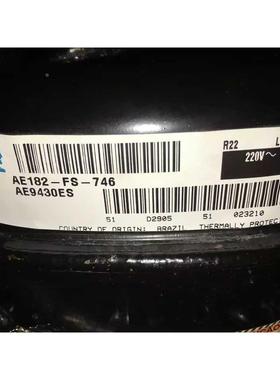 R22 L
220V~
AE182-FS-746
AE9430ES
51 D2905 51 023210
COUNTRY OF ORIGIN: BRAZIL THERMALLY PROTEC